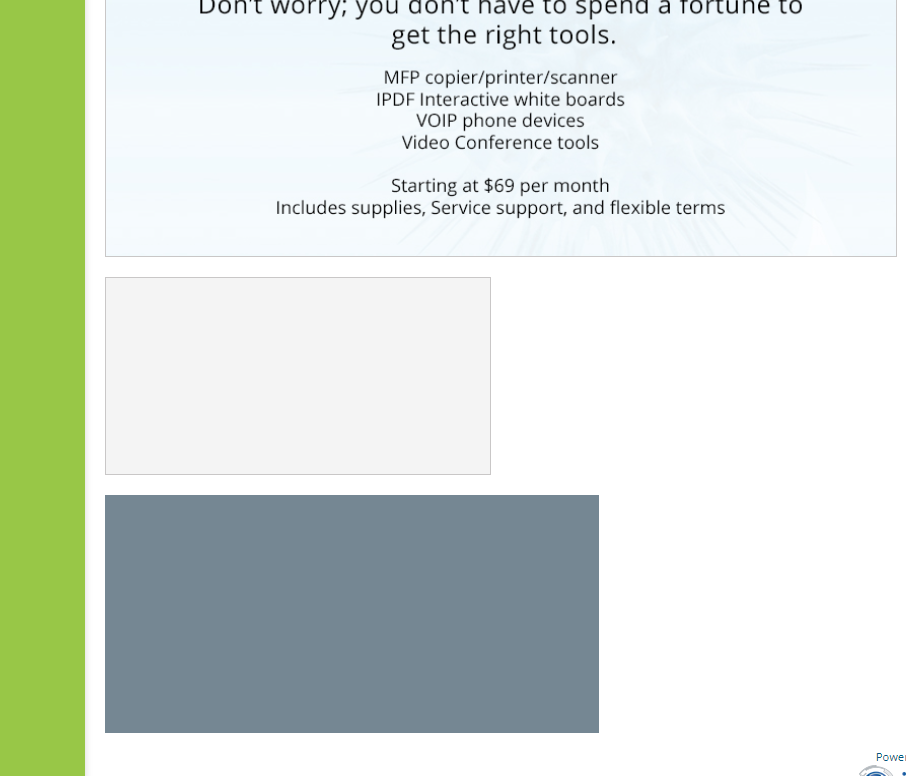 Don't worry; you don't have to spend a fortune to
get the right tools.
MFP copier/printer/scanner
IPDF Interactive white boards
VOIP phone devices
Video Conference tools
Starting at $69 per month
Includes supplies, Service support, and flexible terms